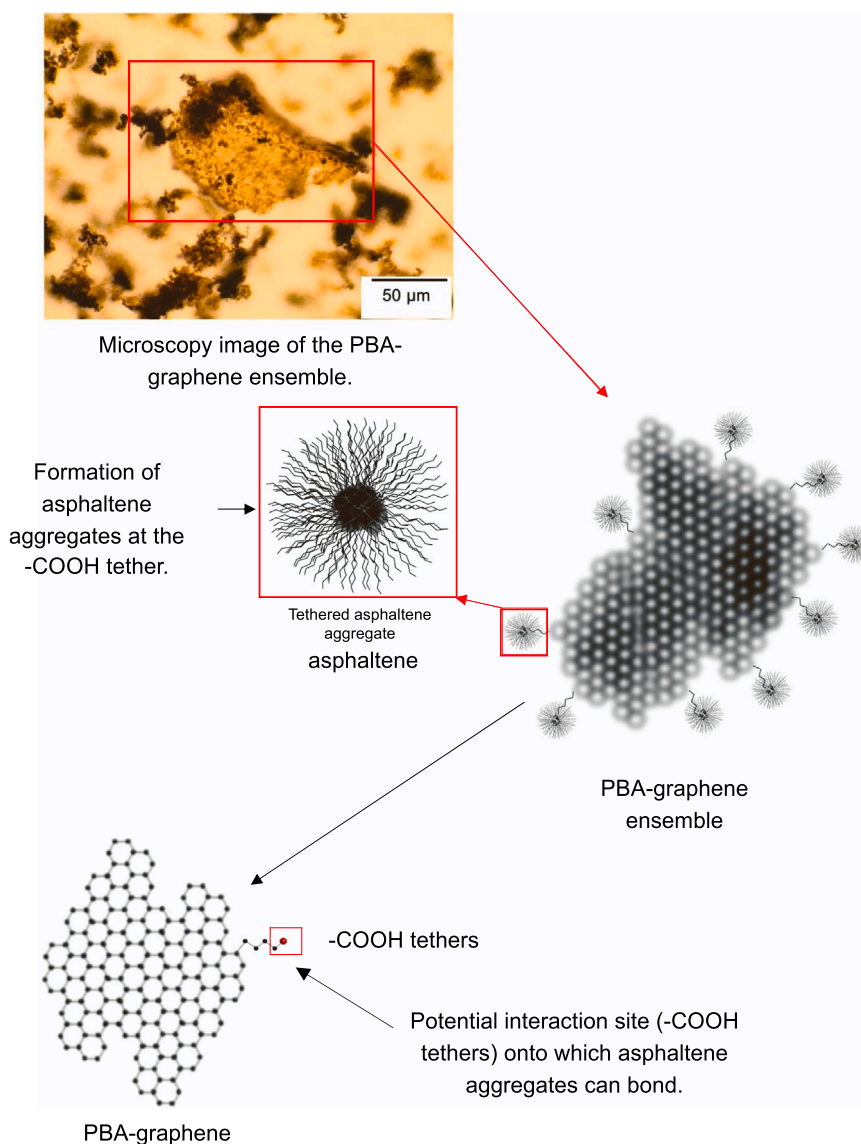 50 µm
Microscopy image of the PBA-
graphene ensemble.
Formation of
asphaltene
aggregates at the
-COOH tether.
Tethered asphaltene
aggregate
asphaltene
PBA-graphene
ensemble
-COOH tethers
Potential interaction site (-COOH
tethers) onto which asphaltene
aggregates can bond.
PBA-graphene